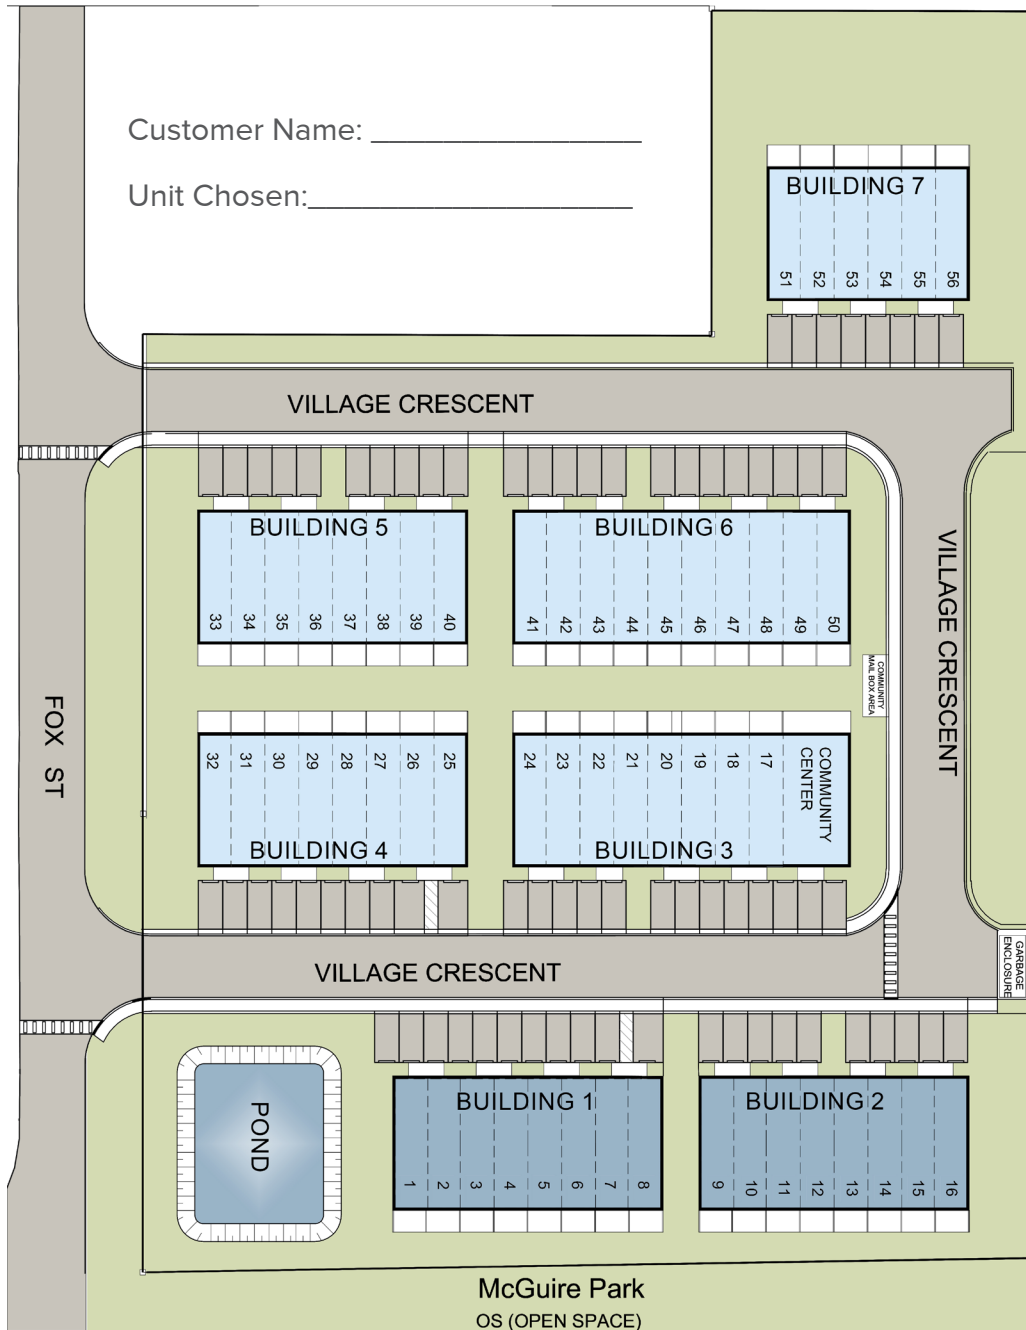 Customer Name: ___________________
Unit Chosen:_______________________
BUILDING 7
51 52 53 54 55 56
VILLAGE CRESCENT
BUILDING 5
33 34 35 36 37 38 39 40
BUILDING 6
41 42 43 44 45 46 47 48 49 50
VILLAGE CRESCENT
COMMUNITY
MAIL BOX AREA
FOX ST
32 31 30 29 28 27 26 25
BUILDING 4
24 23 22 21 20 19 18 17
COMMUNITY
CENTER
BUILDING 3
VILLAGE CRESCENT
GARBAGE
ENCLOSURE
POND
BUILDING 1
1 2 3 4 5 6 7 8
BUILDING 2
9 10 11 12 13 14 15 16
McGuire Park
OS (OPEN SPACE)